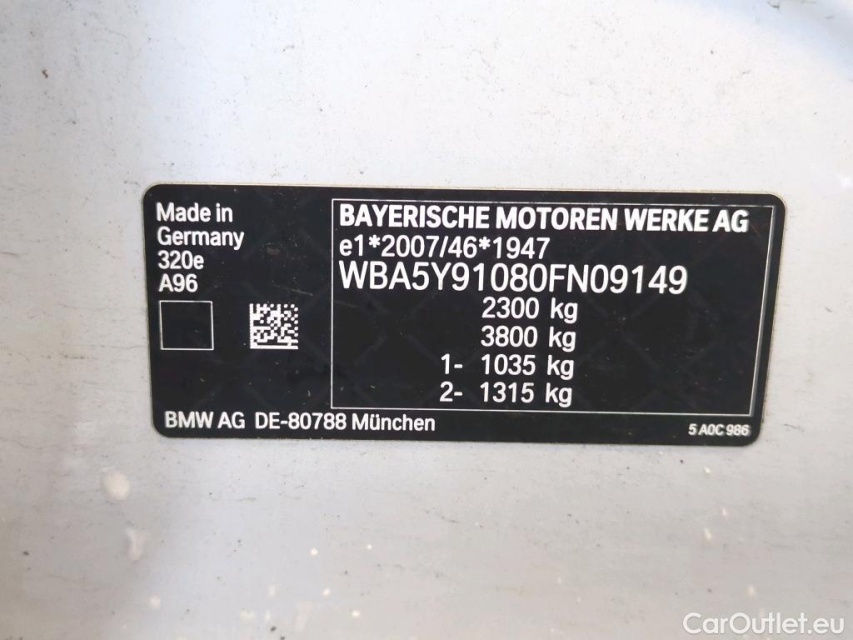 Made in
Germany
320e
A96
BAYERISCHE MOTOREN WERKE AG
e1*2007/46*1947
WBA5Y91080FN09149
2300 kg
3800 kg
1- 1035 kg
2- 1315 kg
BMW AG DE-80788 München
5 A0C 986
CarOutlet.eu